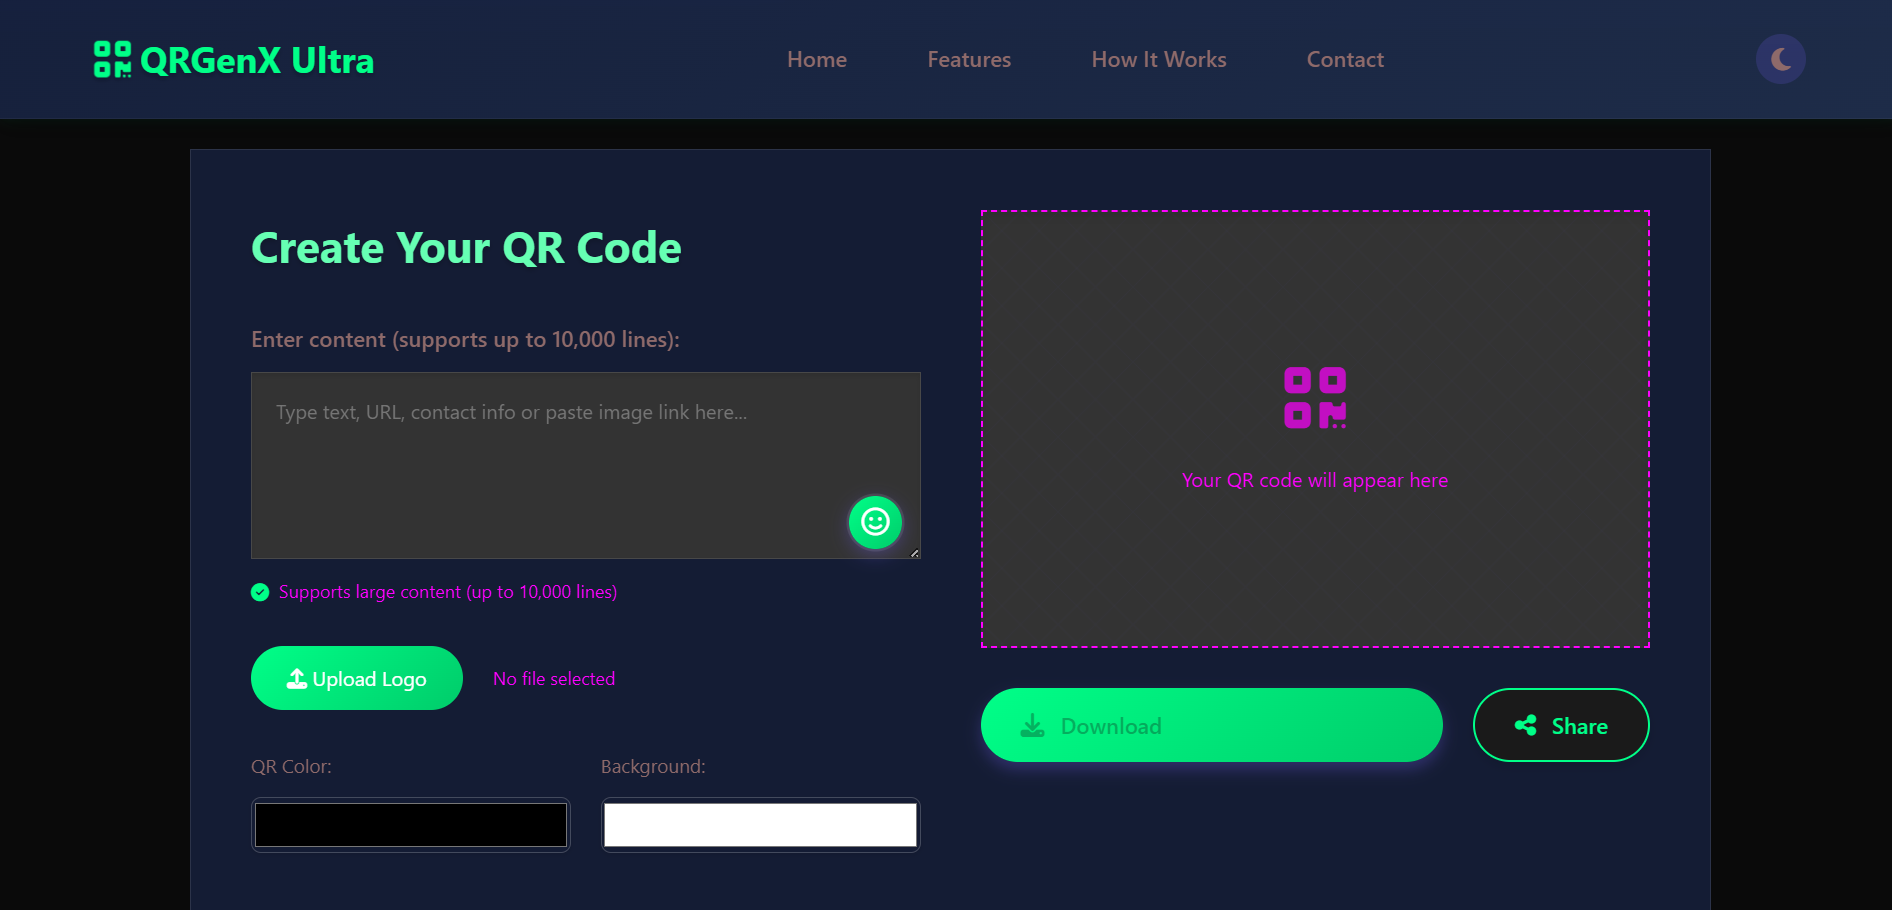 QRGenX Ultra
Home
Features
How It Works
Contact
Create Your QR Code
Enter content (supports up to 10,000 lines):
Type text, URL, contact info or paste image link here...
Supports large content (up to 10,000 lines)
Upload Logo
No file selected
QR Color:
Background:
Your QR code will appear here
Download
Share